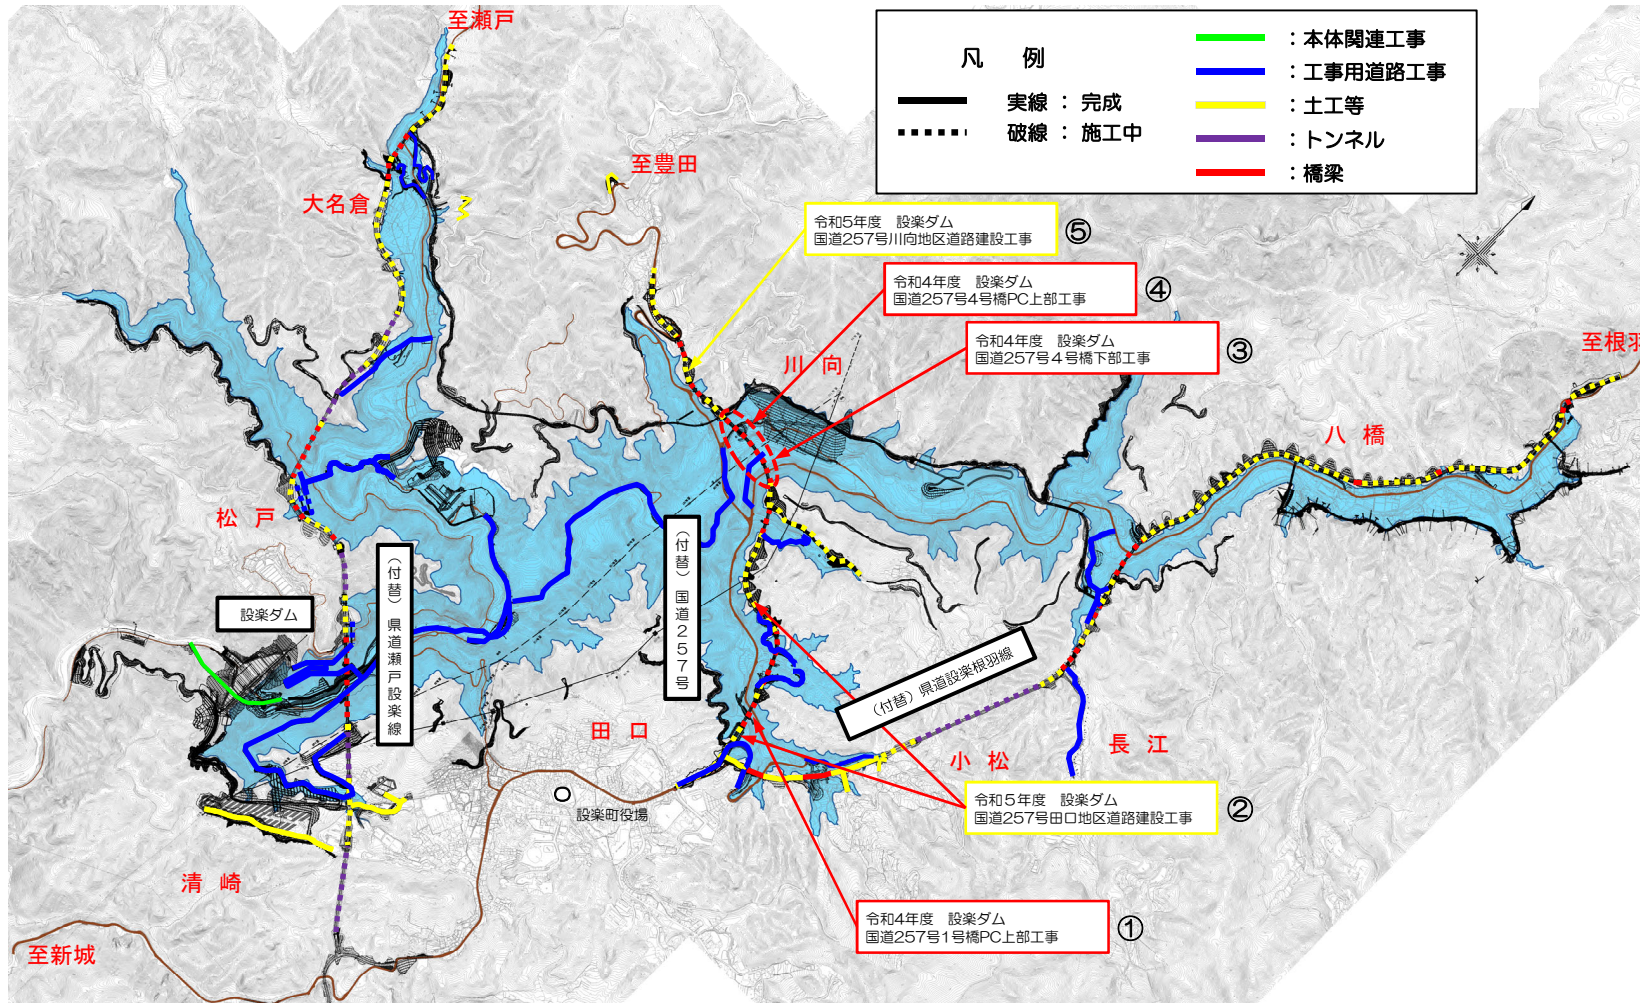 至瀬戸
凡　例
実線 ： 完成
破線 ： 施工中
：本体関連工事
：工事用道路工事
：土工等
：トンネル
：橋梁
至豊田
大名倉
令和5年度　設楽ダム
国道257号川向地区道路建設工事
⑤
令和4年度　設楽ダム
国道257号4号橋PC上部工事
④
令和4年度　設楽ダム
国道257号４号橋下部工事
③
川　向
至根羽
八　橋
松　戸
（付替）県道瀬戸設楽線
（付替）国道２５７号
設楽ダム
（付替）県道設楽根羽線
田　口
小　松
長　江
設楽町役場
令和５年度　設楽ダム
国道257号田口地区道路建設工事
②
清　崎
令和4年度　設楽ダム
国道257号1号橋PC上部工事
①
至新城